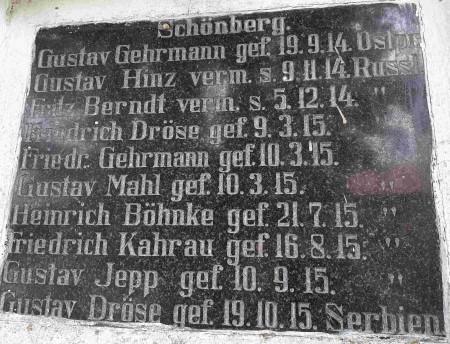 Schönberg.
Gustav Gehrmann gef. 19.9.14. Ostpr
Gustav Hinz verm. s. 9.11.14. Russl
Fritz Berndt verm. s. 5.12.14. "
Heinrich Dröse gef. 9.3.15. "
Friedr. Gehrmann gef. 10.3.15. "
Gustav Mahl gef. 10.3.15. "
Heinrich Böhnke gef. 21.7.15. "
Friedrich Kahrau gef. 16.8.15. "
Gustav Jepp gef. 10.9.15. "
Gustav Dröse gef. 19.10.15. Serbien